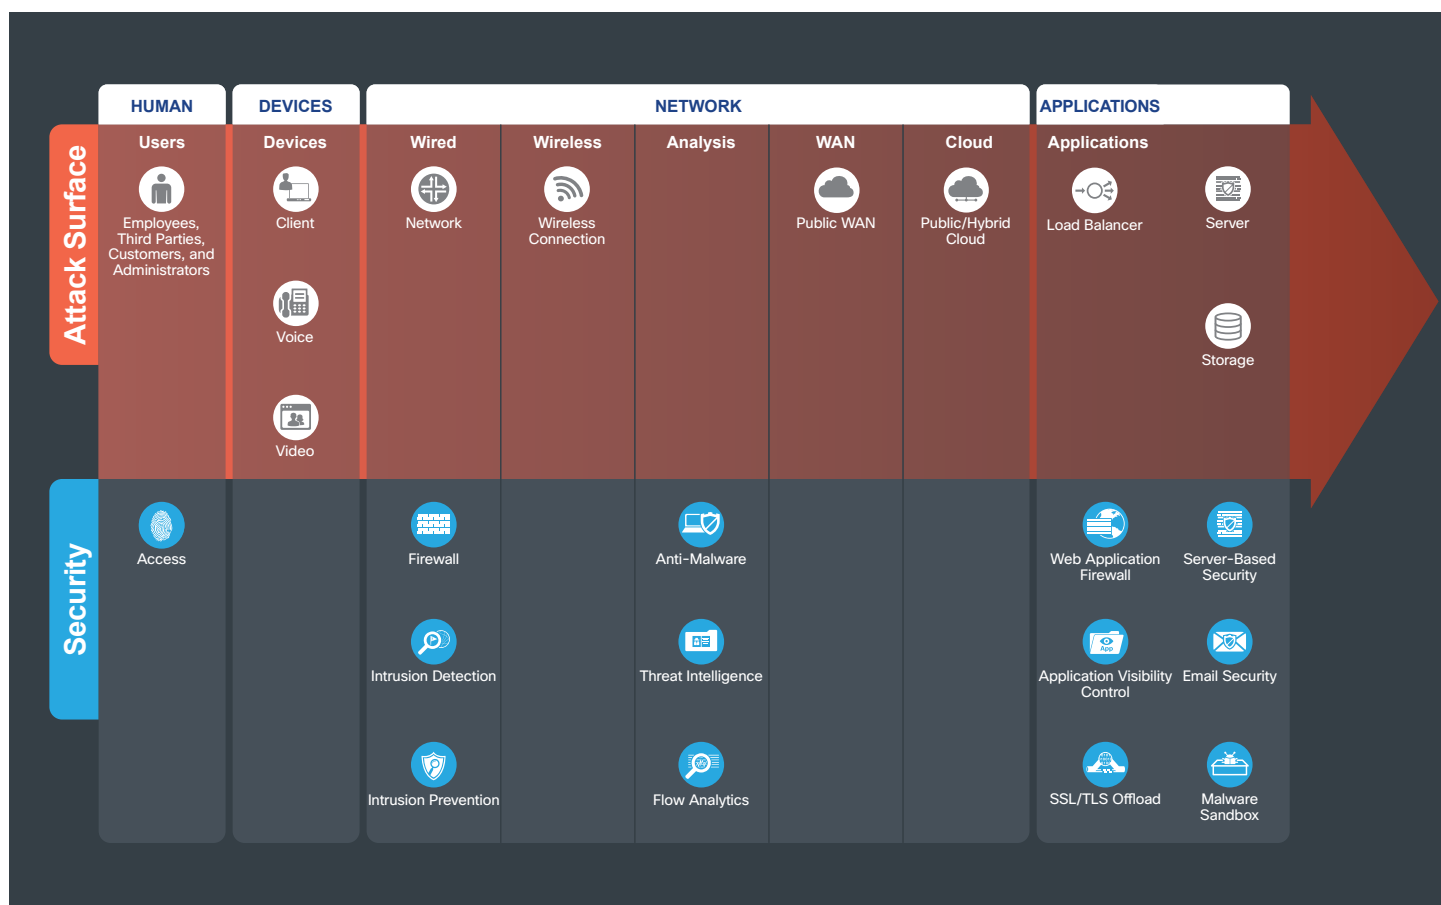 HUMAN
DEVICES
NETWORK
APPLICATIONS
Attack Surface
Users
Devices
Wired
Wireless
Analysis
WAN
Cloud
Applications
Employees,
Third Parties,
Customers, and
Administrators
Client
Network
Wireless
Connection
Public WAN
Public/Hybrid
Cloud
Load Balancer
Server
Voice
Storage
Video
Security
Access
Firewall
Anti-Malware
Web Application
Firewall
Server-Based
Security
Intrusion Detection
Threat Intelligence
App
Application Visibility
Control
Email Security
Intrusion Prevention
Flow Analytics
SSL/TLS Offload
Malware
Sandbox